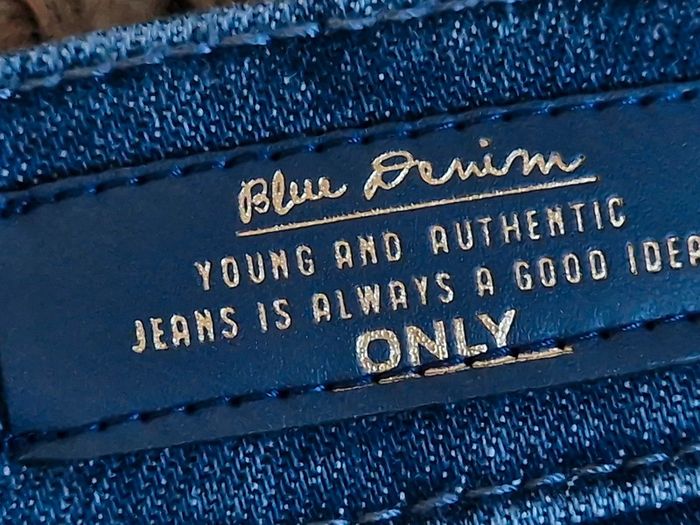 Blue Denim
YOUNG AND AUTHENTIC
JEANS IS ALWAYS A GOOD IDEA
ONLY